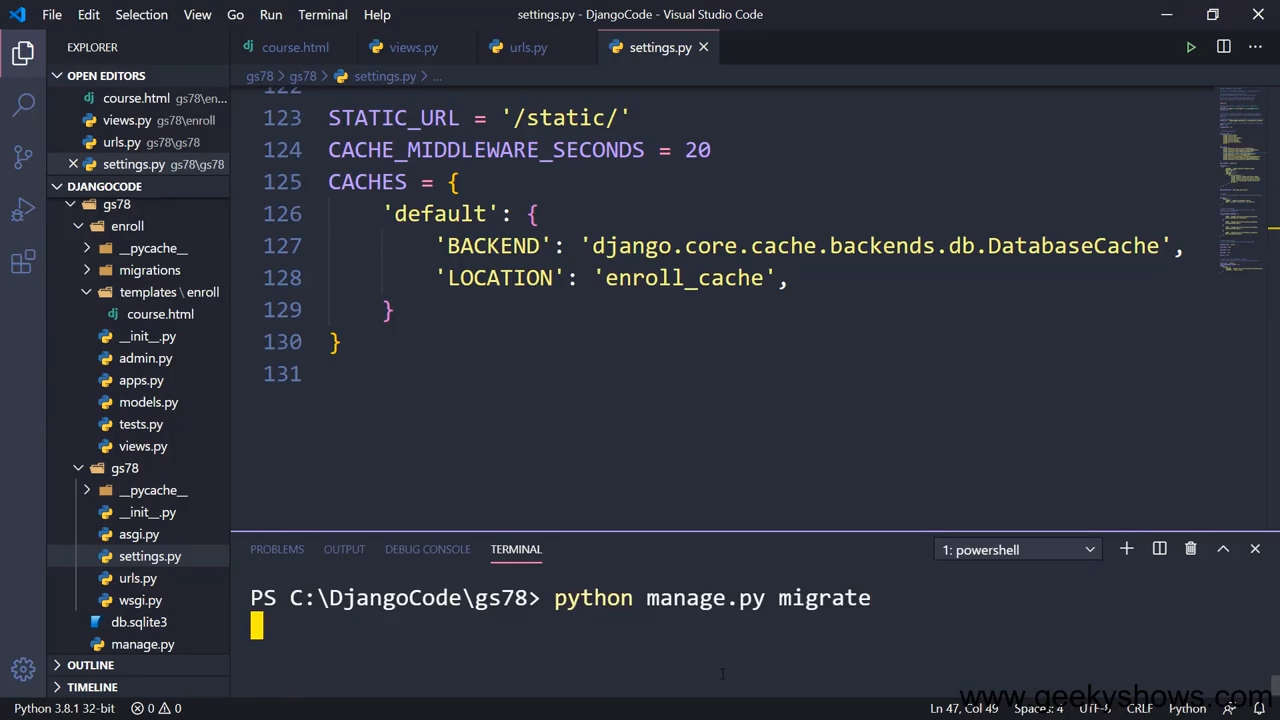 File Edit Selection View Go Run Terminal Help settings.py - DjangoCode - Visual Studio Code
EXPLORER
OPEN EDITORS
course.html gs78\en...
views.py gs78\enroll
urls.py gs78\gs78
settings.py gs78\gs78
DJANGOCODE
gs78
enroll
__pycache__
migrations
templates \ enroll
course.html
__init__.py
admin.py
apps.py
models.py
tests.py
views.py
gs78
__pycache__
__init__.py
asgi.py
settings.py
urls.py
wsgi.py
db.sqlite3
manage.py
OUTLINE
TIMELINE
course.html views.py urls.py settings.py
gs78 > gs78 > settings.py > ...
122
123 STATIC_URL = '/static/'
124 CACHE_MIDDLEWARE_SECONDS = 20
125 CACHES = {
126 'default': {
127 'BACKEND': 'django.core.cache.backends.db.DatabaseCache',
128 'LOCATION': 'enroll_cache',
129 }
130 }
131
PROBLEMS OUTPUT DEBUG CONSOLE TERMINAL 1: powershell
PS C:\DjangoCode\gs78> python manage.py migrate
www.geekyshows.com
Python 3.8.1 32-bit 0 0 Ln 47, Col 49 Spaces: 4 UTF-8 CRLF Python